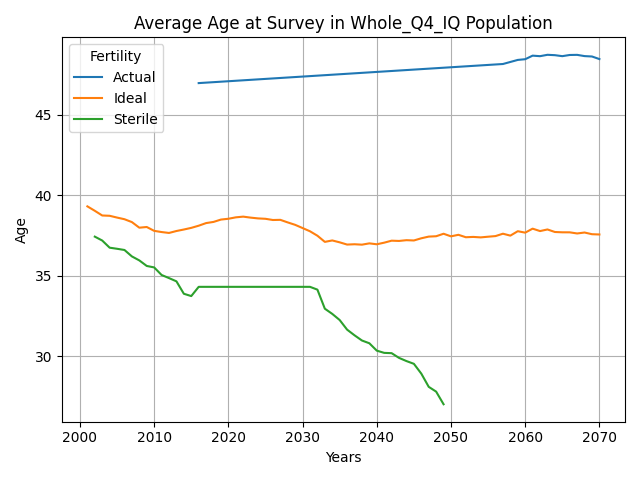 Average Age at Survey in Whole_Q4_IQ Population
Fertility
Actual
Ideal
Sterile
Age
45
40
35
30
2000 2010 2020 2030 2040 2050 2060 2070
Years